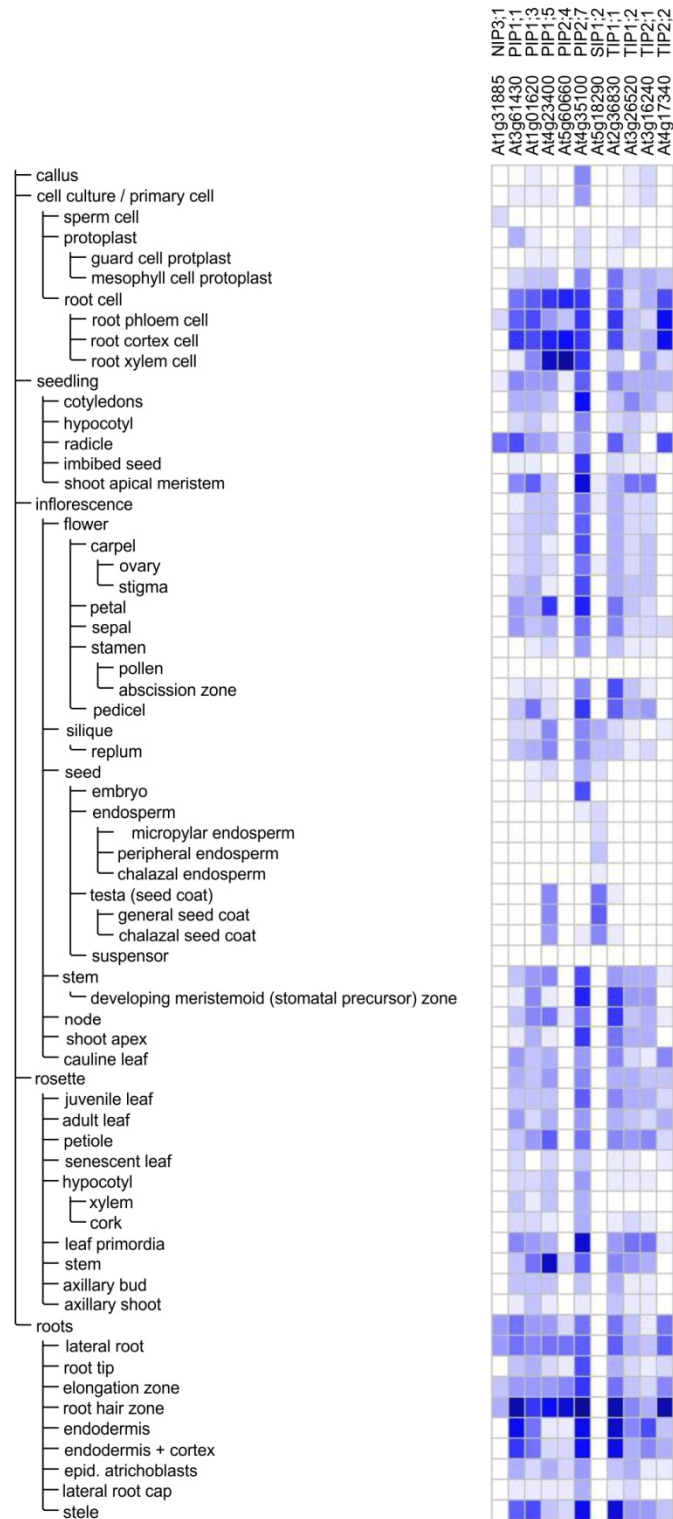 NIP3;1
PIP1;1
PIP1;3
PIP1;5
PIP2;4
PIP2;7
SIP1;2
TIP1;1
TIP1;2
TIP2;1
TIP2;2
At1g31885
At3g61430
At1g01620
At4g23400
At5g60660
At4g35100
At5g18290
At2g36830
At3g26520
At3g16240
At4g17340
callus
cell culture / primary cell
sperm cell
protoplast
guard cell protplast
mesophyll cell protoplast
root cell
root phloem cell
root cortex cell
root xylem cell
seedling
cotyledons
hypocotyl
radicle
imbibed seed
shoot apical meristem
inflorescence
flower
carpel
ovary
stigma
petal
sepal
stamen
pollen
abscission zone
pedicel
silique
replum
seed
embryo
endosperm
micropylar endosperm
peripheral endosperm
chalazal endosperm
testa (seed coat)
general seed coat
chalazal seed coat
suspensor
stem
developing meristemoid (stomatal precursor) zone
node
shoot apex
cauline leaf
rosette
juvenile leaf
adult leaf
petiole
senescent leaf
hypocotyl
xylem
cork
leaf primordia
stem
axillary bud
axillary shoot
roots
lateral root
root tip
elongation zone
root hair zone
endodermis
endodermis + cortex
epid. atrichoblasts
lateral root cap
stele